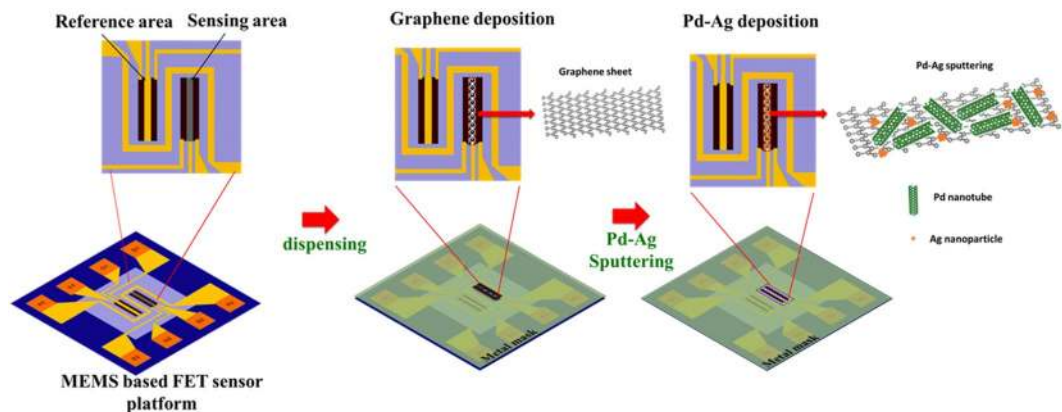 Reference area
Sensing area
Graphene deposition
Pd-Ag deposition
Graphene sheet
Pd-Ag sputtering
Pd nanotube
Ag nanoparticle
dispensing
Pd-Ag
Sputtering
Metal mask
Metal mask
MEMS based FET sensor
platform